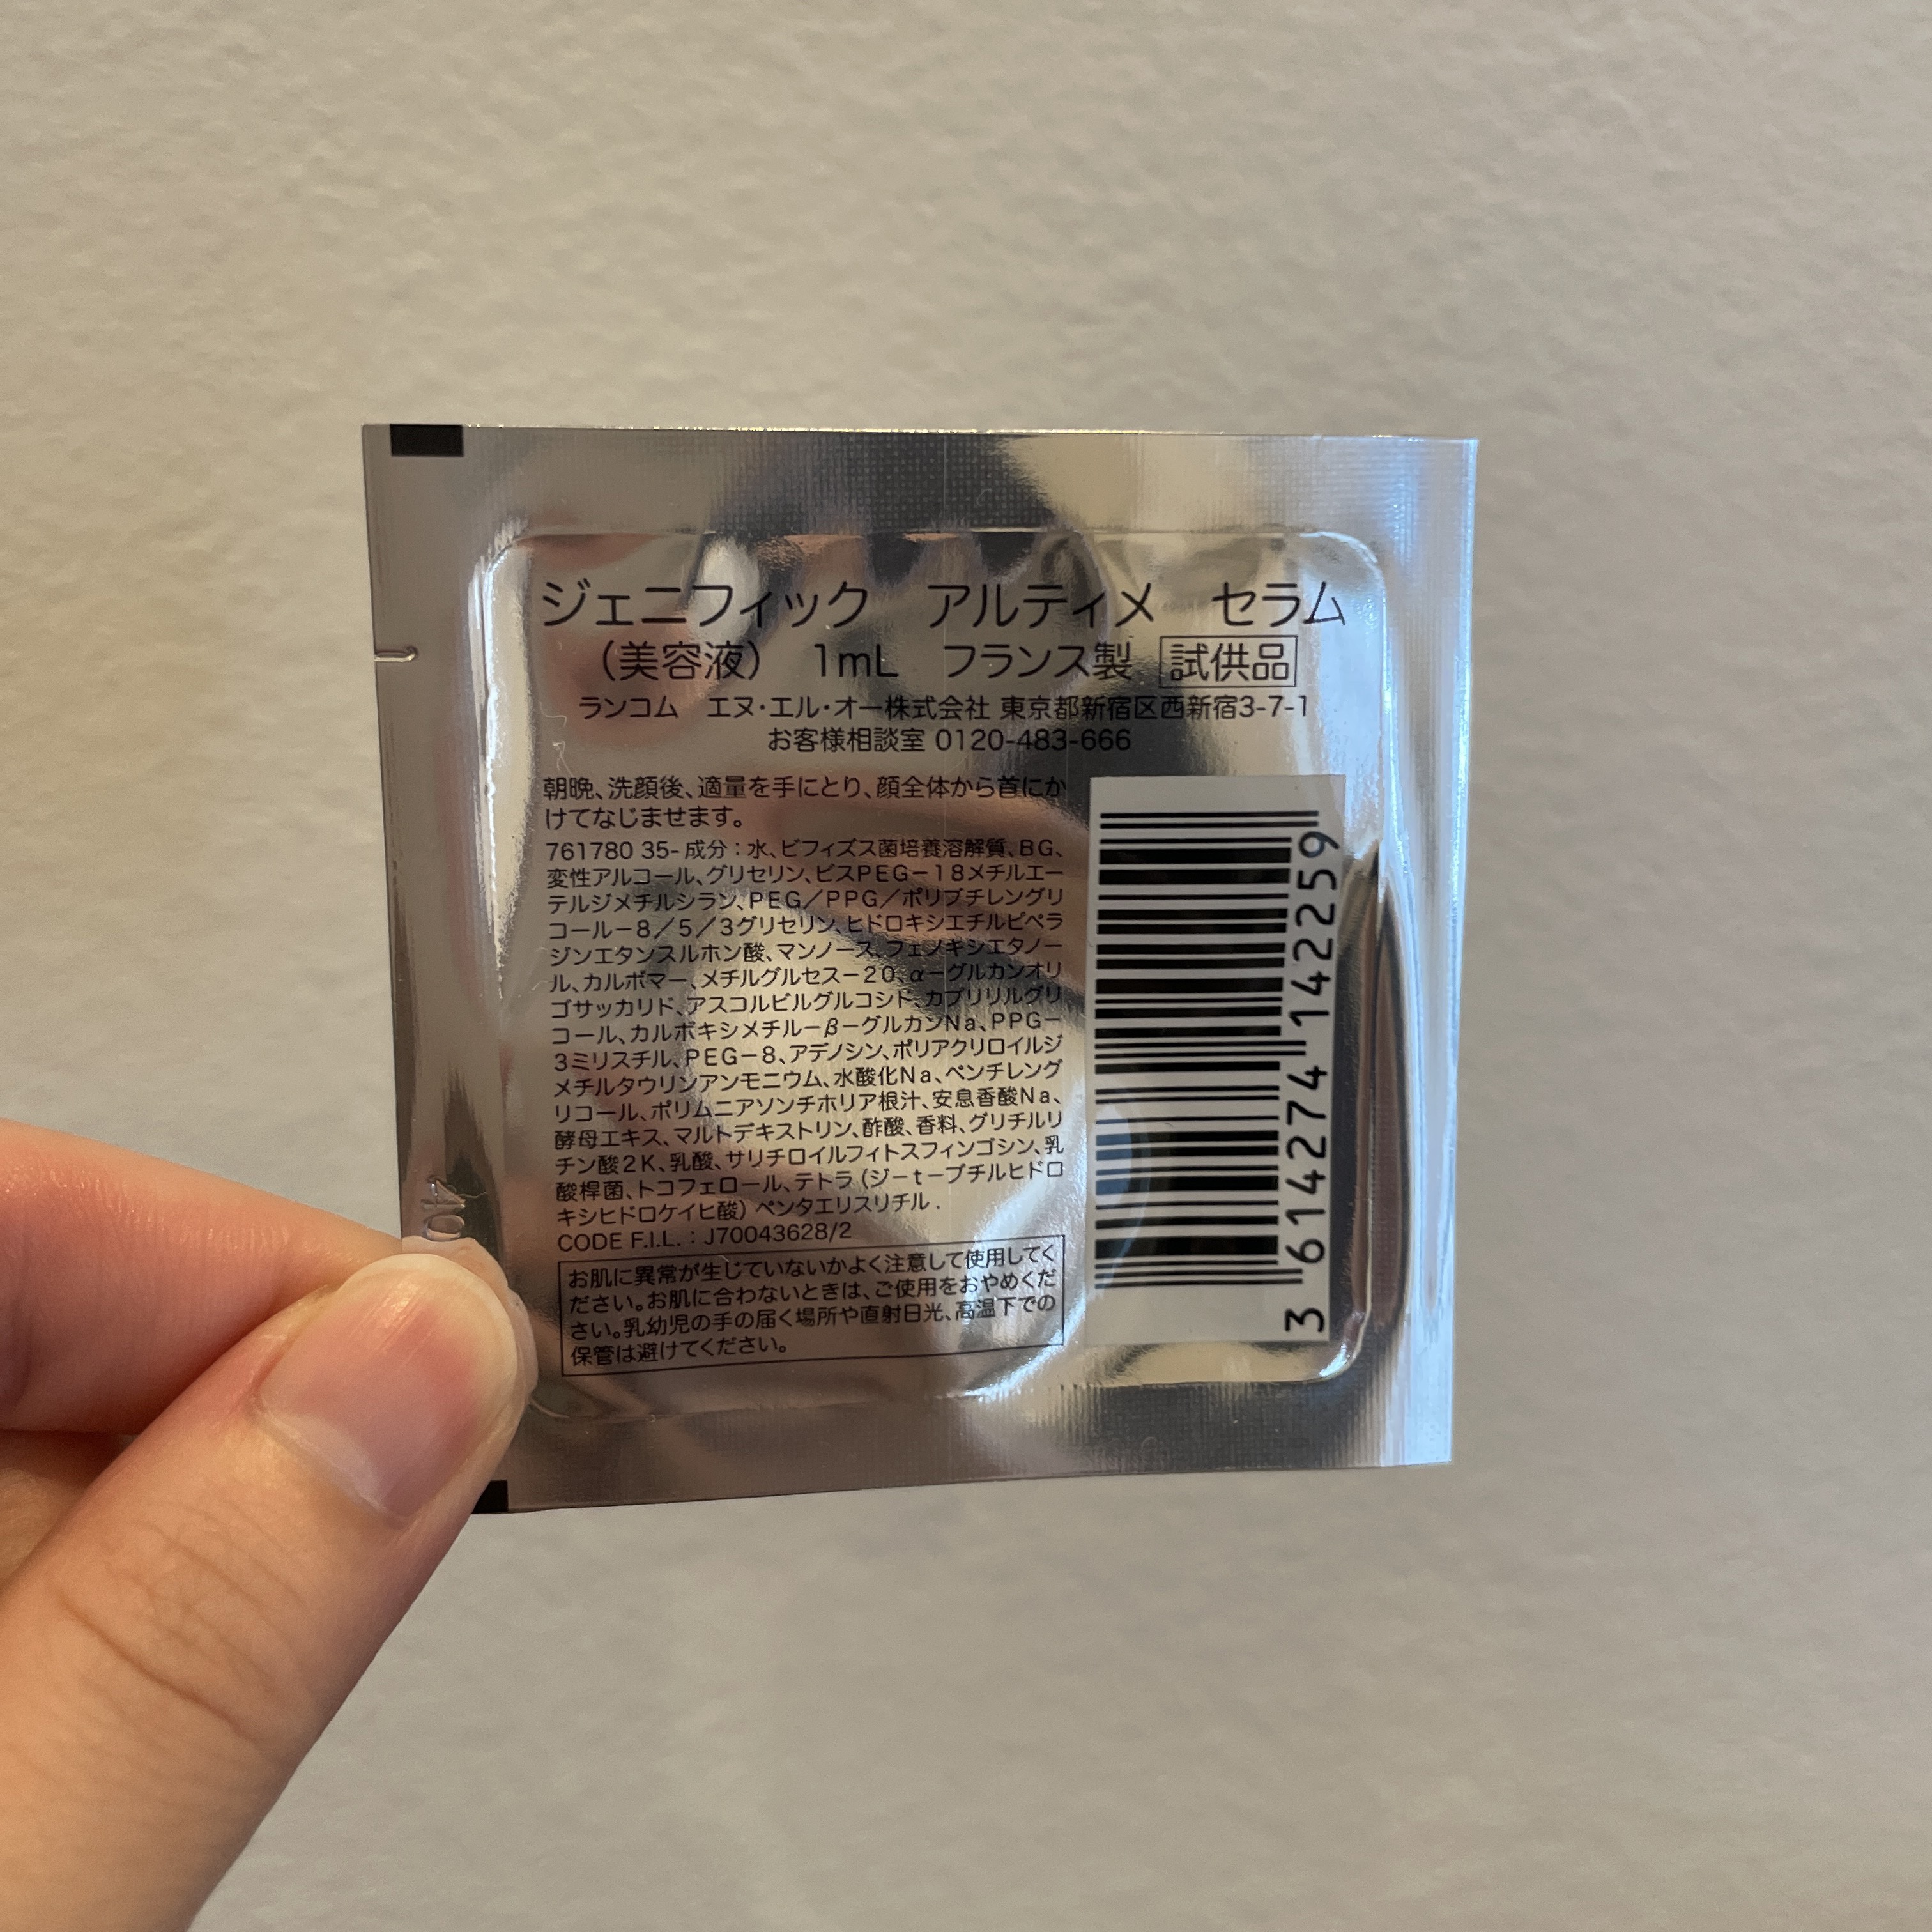 ジェニフィック　アルティメ　セラム
（美容液）　1mL　フランス製　試供品
ランコム　エヌ・エル・オー株式会社 東京都新宿区西新宿3-7-1
お客様相談室 0120-483-666
朝晩、洗顔後、適量を手にとり、顔全体から首にか
けてなじませます。
761780 35- 成分：水、ビフィズス菌培養溶解質、BG、
変性アルコール、グリセリン、ビスPEG－18メチルエー
テルジメチルシラン、PEG／PPG／ポリブチレングリ
コール－8／5／3グリセリン、ヒドロキシエチルピペラ
ジンエタンスルホン酸、マンノース、フェノキシエタノー
ル、カルボマー、メチルグルセス－20、α－グルカンオリ
ゴサッカリド、アスコルビルグルコシド、カプリリルグリ
コール、カルボキシメチル－β－グルカンNa、PPG－
3ミリスチル、PEG－8、アデノシン、ポリアクリロイルジ
メチルタウリンアンモニウム、水酸化Na、ペンチレング
リコール、ポリムニアソンチホリア根汁、安息香酸Na、
酵母エキス、マルトデキストリン、酢酸、香料、グリチルリ
チン酸2K、乳酸、サリチロイルフィトスフィンゴシン、乳
酸桿菌、トコフェロール、テトラ（ジ－t－ブチルヒドロ
キシヒドロケイヒ酸）ペンタエリスリチル .
CODE F.I.L. : J70043628/2
お肌に異常が生じていないかよく注意して使用してく
ださい。お肌に合わないときは、ご使用をおやめくだ
さい。乳幼児の手の届く場所や直射日光、高温下での
保管は避けてください。
3 614274 142259